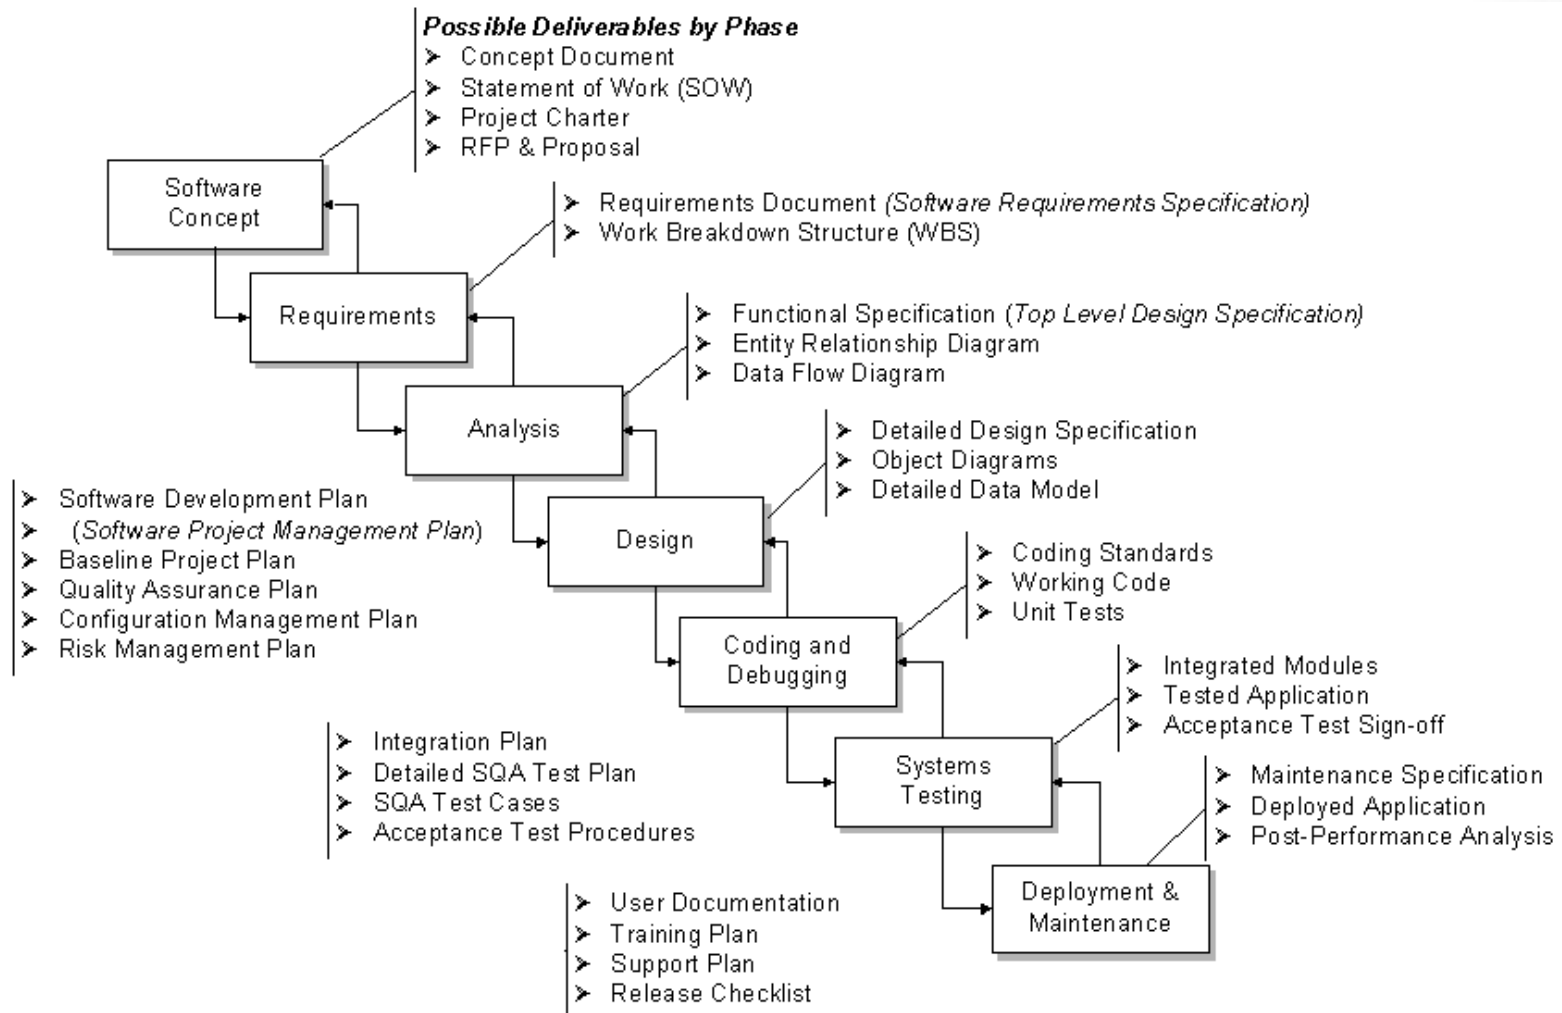 Possible Deliverables by Phase
➢ Concept Document
➢ Statement of Work (SOW)
➢ Project Charter
➢ RFP & Proposal
Software
Concept
➢ Requirements Document (Software Requirements Specification)
➢ Work Breakdown Structure (WBS)
Requirements
➢ Functional Specification (Top Level Design Specification)
➢ Entity Relationship Diagram
➢ Data Flow Diagram
Analysis
➢ Detailed Design Specification
➢ Object Diagrams
➢ Detailed Data Model
➢ Software Development Plan
➢ (Software Project Management Plan)
➢ Baseline Project Plan
➢ Quality Assurance Plan
➢ Configuration Management Plan
➢ Risk Management Plan
Design
➢ Coding Standards
➢ Working Code
➢ Unit Tests
Coding and
Debugging
➢ Integrated Modules
➢ Tested Application
➢ Acceptance Test Sign-off
➢ Integration Plan
➢ Detailed SQA Test Plan
➢ SQA Test Cases
➢ Acceptance Test Procedures
Systems
Testing
➢ Maintenance Specification
➢ Deployed Application
➢ Post-Performance Analysis
Deployment &
Maintenance
➢ User Documentation
➢ Training Plan
➢ Support Plan
➢ Release Checklist